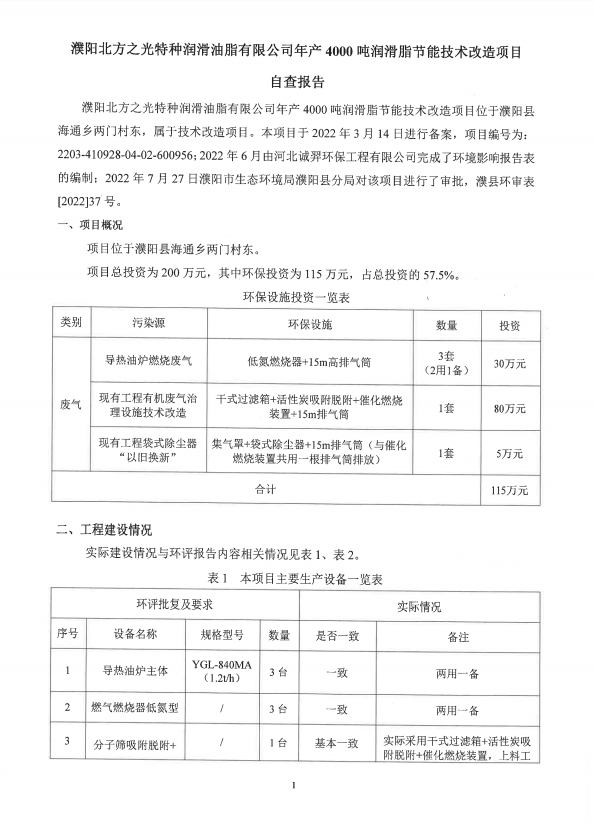 濮阳北方之光特种润滑油脂有限公司年产 4000 吨润滑脂节能技术改造项目
自查报告
濮阳北方之光特种润滑油脂有限公司年产 4000 吨润滑脂节能技术改造项目位于濮阳县
海通乡两门村东，属于技术改造项目。本项目于 2022 年 3 月 14 日进行备案，项目编号为：
2203-410928-04-02-600956；2022 年 6 月由河北诚羿环保工程有限公司完成了环境影响报告表
的编制；2022 年 7 月 27 日濮阳市生态环境局濮阳县分局对该项目进行了审批，濮县环审表
[2022]37 号。
一、项目概况
项目位于濮阳县海通乡两门村东。
项目总投资为 200 万元，其中环保投资为 115 万元，占总投资的 57.5%。
环保设施投资一览表
类别 污染源 环保设施 数量 投资
废气 导热油炉燃烧废气 低氮燃烧器+15m高排气筒 3套
（2用1备） 30万元
现有工程有机废气治
理设施技术改造 干式过滤箱+活性炭吸附脱附+催化燃烧
装置+15m排气筒 1套 80万元
现有工程袋式除尘器
“以旧换新” 集气罩+袋式除尘器+15m排气筒（与催化
燃烧装置共用一根排气筒排放） 1套 5万元
合计 115万元
二、工程建设情况
实际建设情况与环评报告内容相关情况见表 1、表 2。
表 1 本项目主要生产设备一览表
环评批复及要求 实际情况
序号 设备名称 规格型号 数量 是否一致 备注
1 导热油炉主体 YGL-840MA
（1.2t/h） 3 台 一致 两用一备
2 燃气燃烧器低氮型 / 3 台 一致 两用一备
3 分子筛吸附脱附+ / 1 台 基本一致 实际采用干式过滤箱+活性炭吸
附脱附+催化燃烧装置，上料工
1